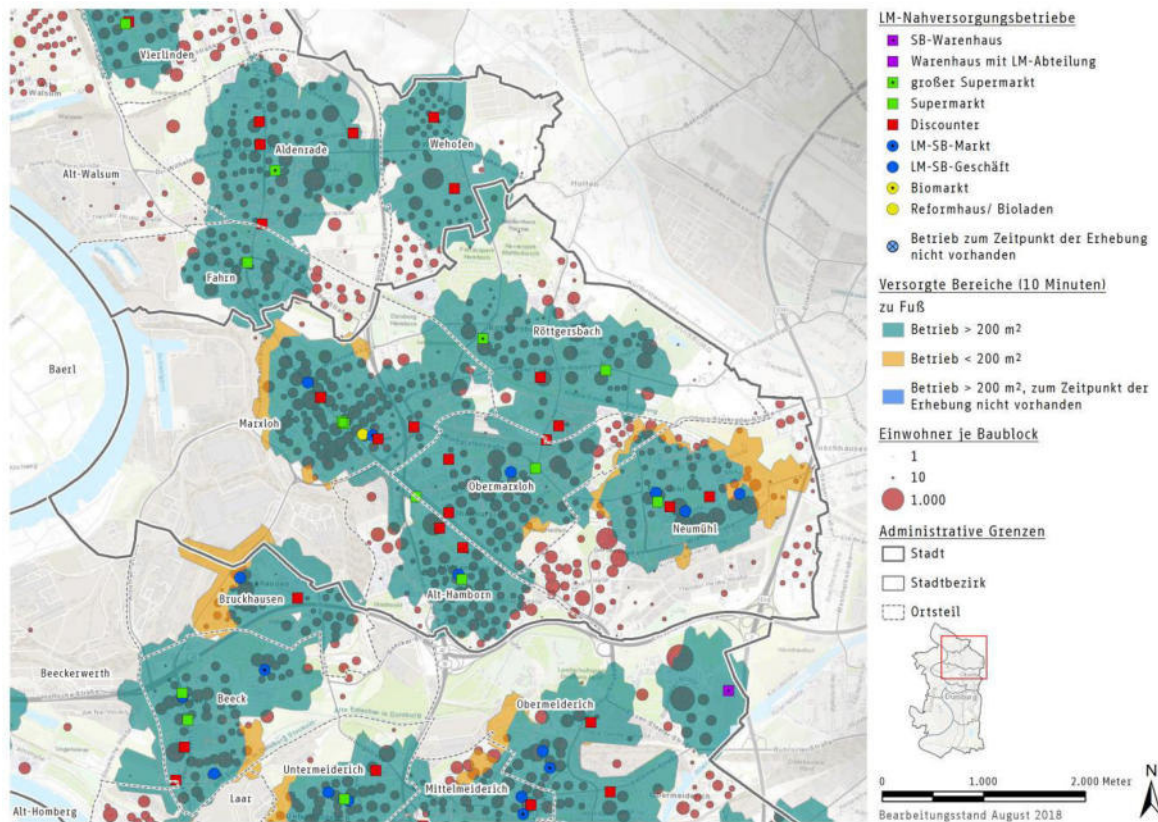 Vierlinden
Walsum
Aldenrade
Wehofen
Alt-Walsum
Fahrn
Röttgersbach
Baerl
Marxloh
Obermarxloh
Neumühl
Alt-Hamborn
Bruckhausen
Beeckerwerth
Beeck
Obermeiderich
Untermeiderich
Mittelmeiderich
Laar
Alt-Homberg
LM-Nahversorgungsbetriebe
SB-Warenhaus
Warenhaus mit LM-Abteilung
großer Supermarkt
Supermarkt
Discounter
LM-SB-Markt
LM-SB-Geschäft
Biomarkt
Reformhaus/ Bioladen
Betrieb zum Zeitpunkt der Erhebung
nicht vorhanden
Versorgte Bereiche (10 Minuten)
zu Fuß
Betrieb > 200 m²
Betrieb < 200 m²
Betrieb > 200 m², zum Zeitpunkt der
Erhebung nicht vorhanden
Einwohner je Baublock
1
10
1.000
Administrative Grenzen
Stadt
Stadtbezirk
Ortsteil
0 1.000 2.000 Meter
Bearbeitungsstand August 2018
N